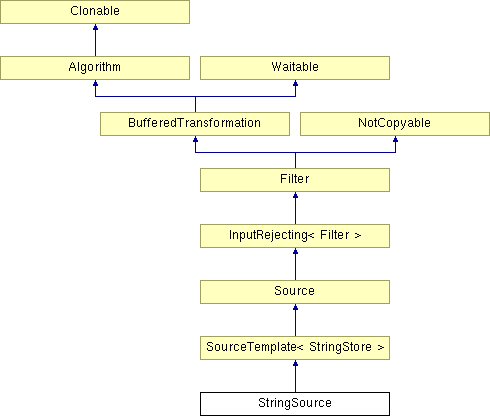 Clonable
Algorithm
Waitable
BufferedTransformation
NotCopyable
Filter
InputRejecting< Filter >
Source
SourceTemplate< StringStore >
StringSource